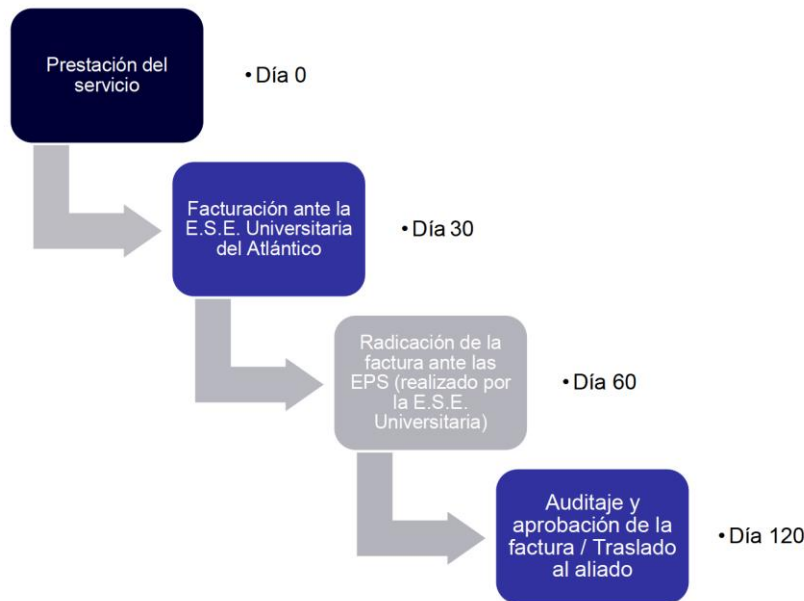 Prestación del
servicio
• Día 0
Facturación ante la
E.S.E. Universitaria
del Atlántico
• Día 30
Radicación de la
factura ante las
EPS (realizado por
la E.S.E.
Universitaria)
• Día 60
Auditaje y
aprobación de la
factura / Traslado
al aliado
• Día 120